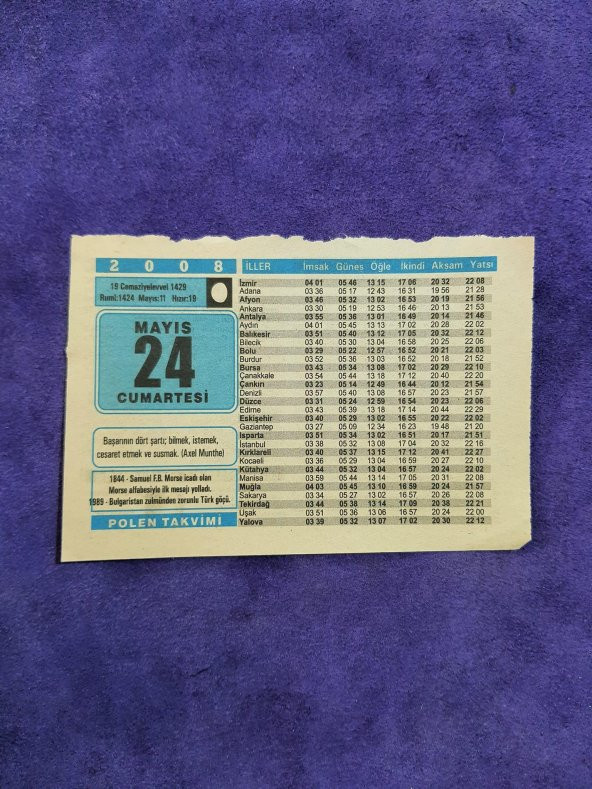 2 0 0 8
19 Cemaziyelevvel 1429
Rumi:1424 Mayıs:11 Hızır:19
MAYIS
24
CUMARTESİ
Başarının dört şartı; bilmek, istemek,
cesaret etmek ve susmak. (Axel Munthe)
1844 - Samuel F.B. Morse icadı olan
Morse alfabesiyle ilk mesajı yolladı.
1989 - Bulgaristan zulmünden zorunlu Türk göçü.
POLEN TAKVİMİ
İLLER İmsak Güneş Öğle İkindi Akşam Yatsı
İzmir 04 01 05 46 13 15 17 06 20 32 22 08
Adana 03 36 05 17 12 43 16 31 19 56 21 28
Afyon 03 46 05 32 13 02 16 53 20 19 21 56
Ankara 03 30 05 19 12 53 16 46 20 13 21 53
Antalya 03 55 05 36 13 01 16 49 20 14 21 46
Aydın 04 01 05 45 13 13 17 02 20 28 22 02
Balıkesir 03 51 05 40 13 12 17 05 20 32 22 12
Bilecik 03 40 05 30 13 04 16 58 20 25 22 06
Bolu 03 29 05 22 12 57 16 52 20 21 22 03
Burdur 03 52 05 36 13 03 16 52 20 18 21 52
Bursa 03 43 05 34 13 08 17 02 20 29 22 10
Çanakkale 03 54 05 44 13 18 17 12 20 40 22 20
Çankırı 03 23 05 14 12 49 16 44 20 12 21 54
Denizli 03 57 05 40 13 08 16 57 20 23 21 57
Düzce 03 31 05 24 12 59 16 54 20 23 22 06
Edirne 03 43 05 39 13 18 17 14 20 44 22 29
Eskişehir 03 40 05 29 13 02 16 55 20 22 22 02
Gaziantep 03 27 05 09 12 34 16 23 19 48 21 20
Isparta 03 51 05 34 13 02 16 51 20 17 21 51
İstanbul 03 38 05 32 13 08 17 04 20 32 22 16
Kırklareli 03 40 05 37 13 15 17 12 20 41 22 27
Kocaeli 03 36 05 29 13 04 16 59 20 27 22 10
Kütahya 03 44 05 32 13 04 16 57 20 24 22 02
Manisa 03 59 05 44 13 14 17 05 20 31 22 08
Muğla 04 03 05 45 13 10 16 59 20 24 21 57
Sakarya 03 34 05 27 13 02 16 57 20 26 22 08
Tekirdağ 03 44 05 38 13 14 17 09 20 38 22 21
Uşak 03 51 05 36 13 06 16 57 20 24 22 00
Yalova 03 39 05 32 13 07 17 02 20 30 22 12